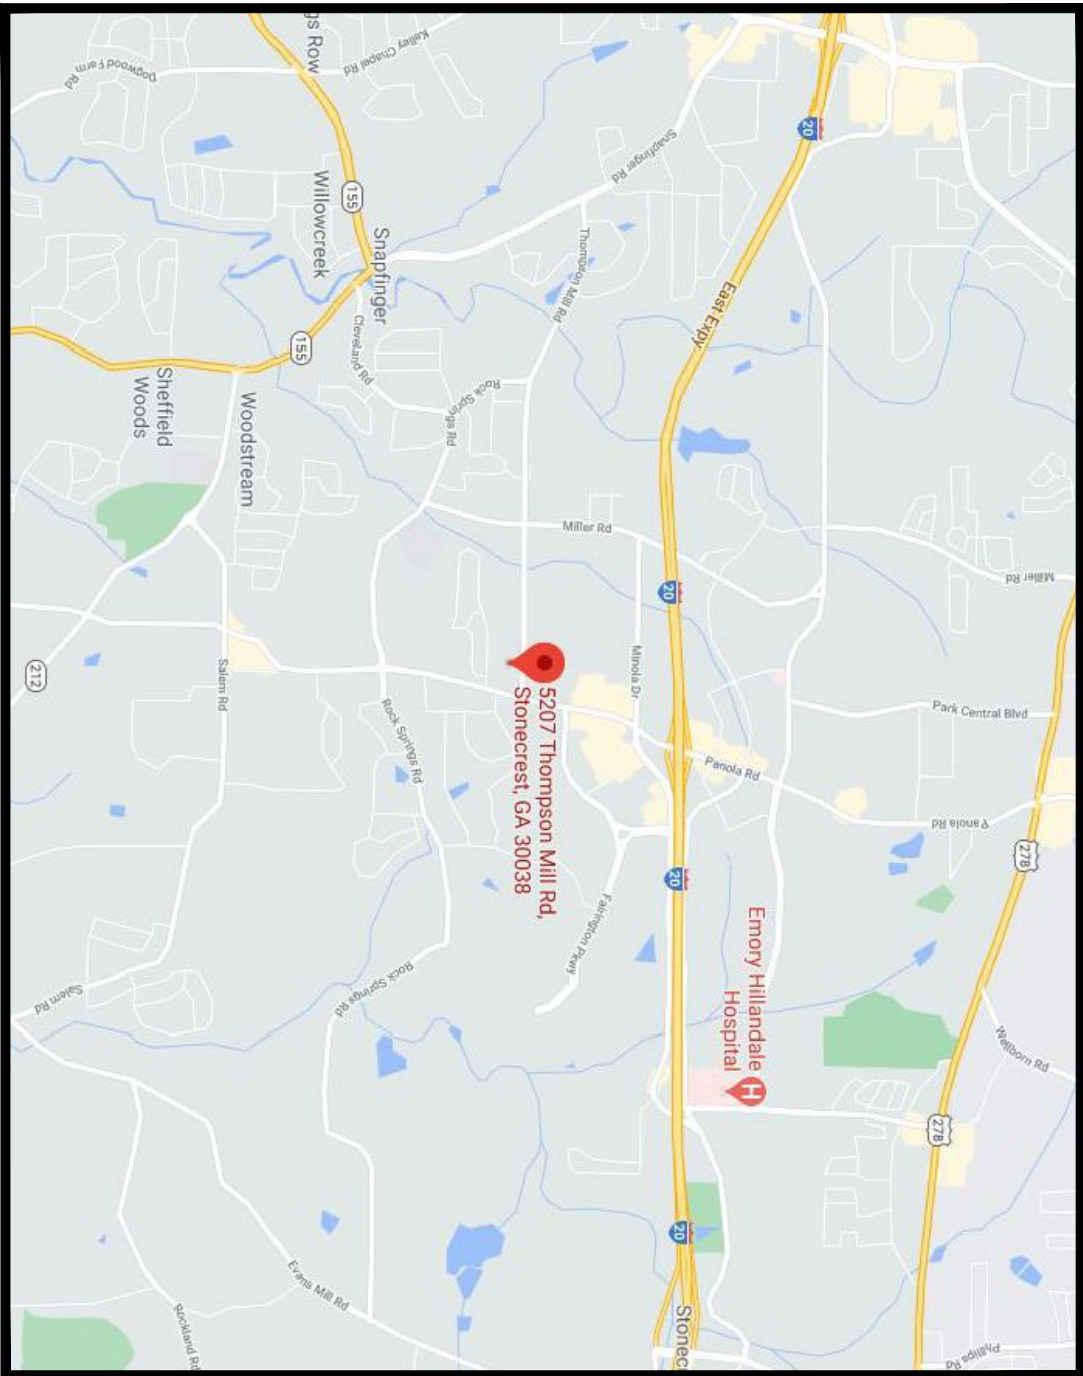 Phillips Rd
278
Wellborn Rd
Miller Rd
Park Central Blvd
Panola Rd
278
20
Emory Hillandale
Hospital
Panola Rd
East Expy
20
20
20
Stonec
Snapfinger Rd
Minola Dr
Miller Rd
Thompson Mill Rd
Fairington Pkwy
5207 Thompson Mill Rd,
Stonecrest, GA 30038
Rock Springs Rd
Rock Springs Rd
Rock Springs Rd
Kelley Chapel Rd
Snapfinger
Cleveland Rd
155
gs Row
Willowcreek
155
Evans Mill Rd
Woodstream
Salem Rd
Rockland Rd
Sheffield
Woods
Dogwood Farm Rd
Salem Rd
212